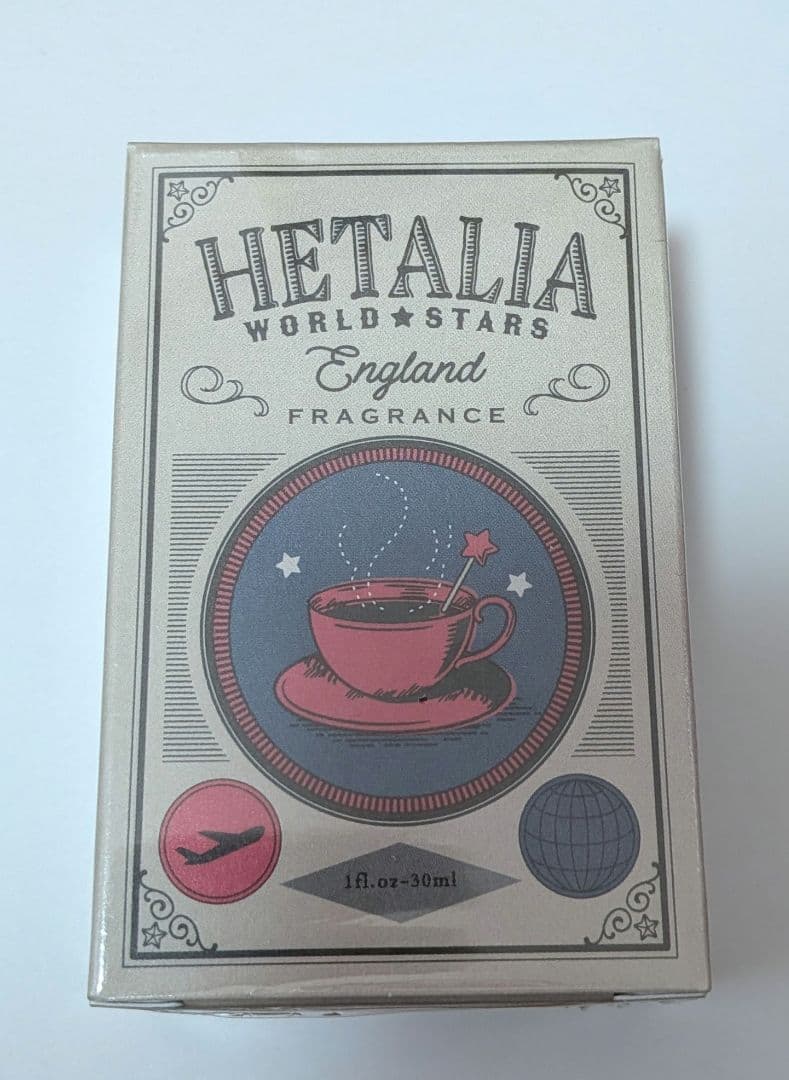 HETALIA
WORLD★STARS
England
FRAGRANCE
1fl.oz-30ml